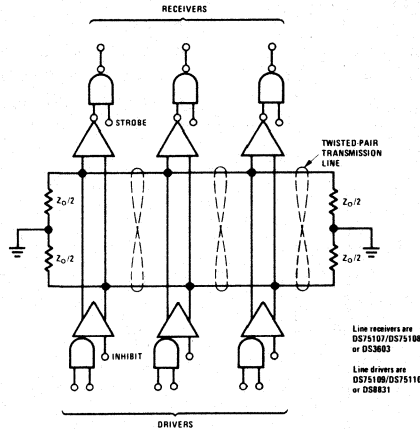 RECEIVERS
STROBE
TWISTED-PAIR
TRANSMISSION
LINE
Z₀/2
Z₀/2
Z₀/2
Z₀/2
INHIBIT
Line receivers are
DS75107/DS75108
or DS3603
Line drivers are
DS75109/DS75110
or DS8831
DRIVERS